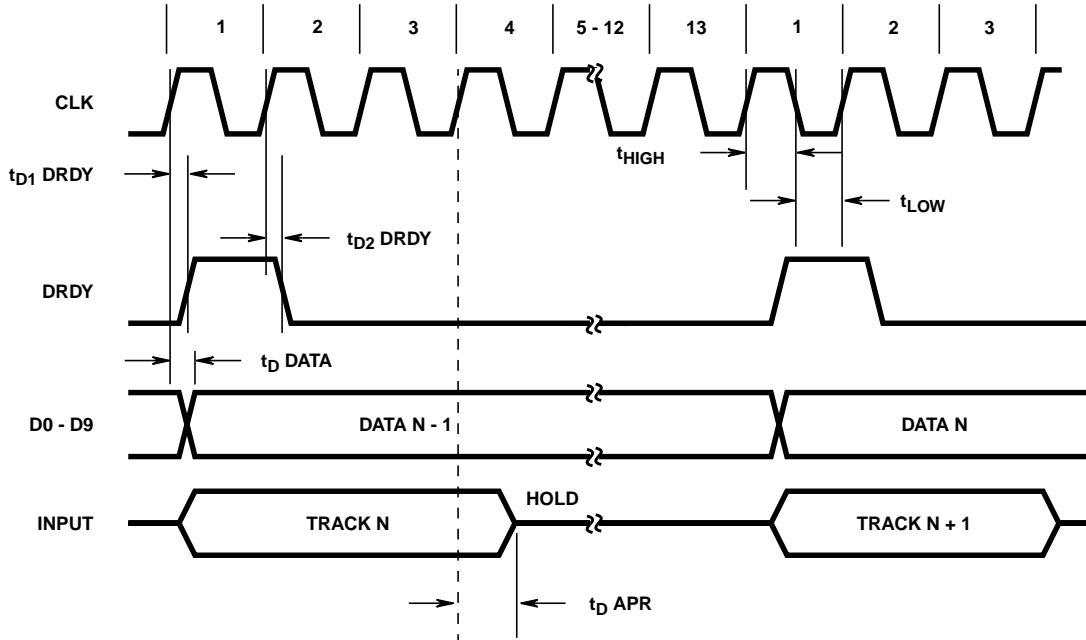 1 2 3 4 5 - 12 13 1 2 3
CLK
tHIGH
tD1 DRDY
tLOW
tD2 DRDY
DRDY
tD DATA
D0 - D9 DATA N - 1 DATA N
HOLD
INPUT TRACK N TRACK N + 1
tD APR